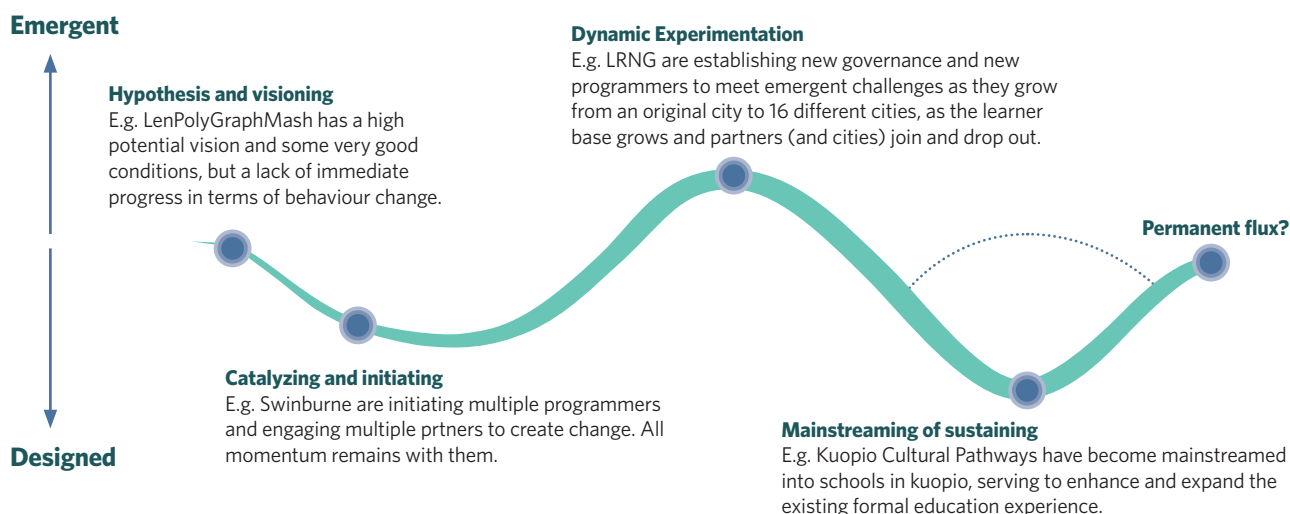 Emergent
Hypothesis and visioning
E.g. LenPolyGraphMash has a high
potential vision and some very good
conditions, but a lack of immediate
progress in terms of behaviour change.
Dynamic Experimentation
E.g. LRNG are establishing new governance and new
programmers to meet emergent challenges as they grow
from an original city to 16 different cities, as the learner
base grows and partners (and cities) join and drop out.
Permanent flux?
Catalyzing and initiating
E.g. Swinburne are initiating multiple programmers
and engaging multiple prtners to create change. All
momentum remains with them.
Designed
Mainstreaming of sustaining
E.g. Kuopio Cultural Pathways have become mainstreamed
into schools in kuopio, serving to enhance and expand the
existing formal education experience.